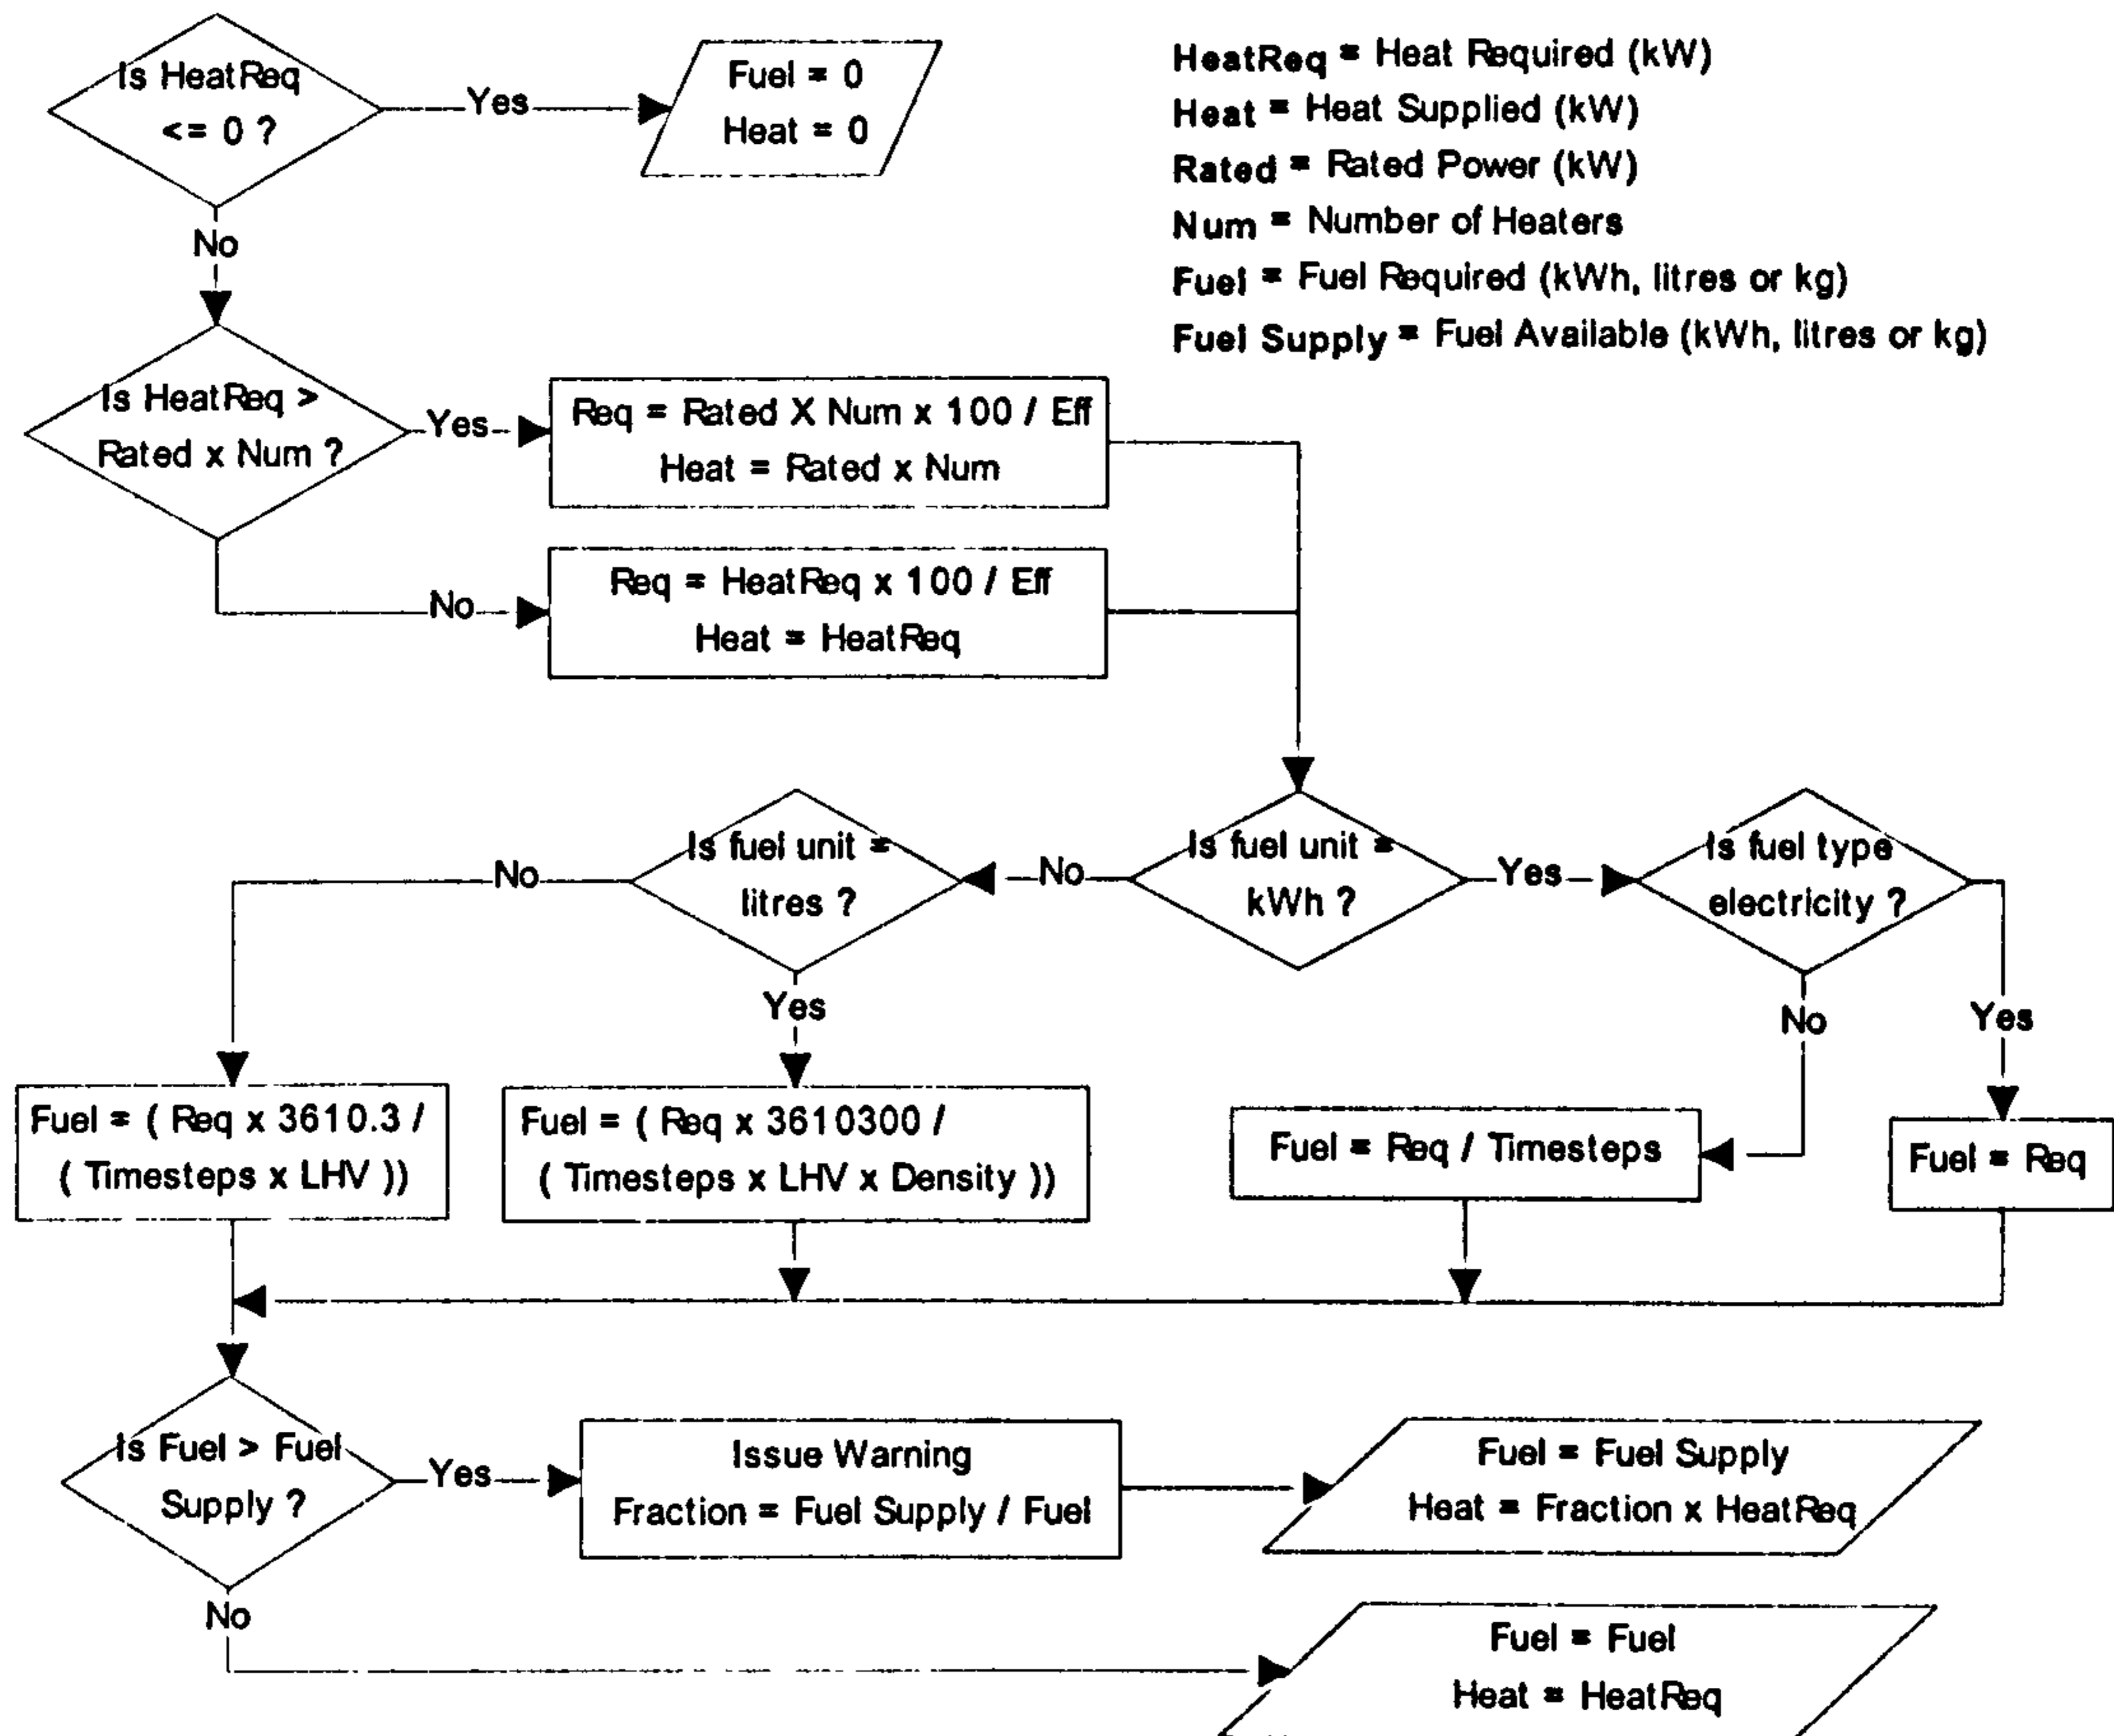 Is HeatReq
<= 0 ?
Yes
Fuel = 0
Heat = 0
HeatReq = Heat Required (kW)
Heat = Heat Supplied (kW)
Rated = Rated Power (kW)
Num = Number of Heaters
Fuel = Fuel Required (kWh, litres or kg)
Fuel Supply = Fuel Available (kWh, litres or kg)
No
Is HeatReq >
Rated x Num ?
Yes
Req = Rated X Num x 100 / Eff
Heat = Rated x Num
No
Req = HeatReq x 100 / Eff
Heat = HeatReq
Is fuel unit =
kWh ?
No
Yes
Is fuel unit =
litres ?
No
Yes
Is fuel type
electricity ?
No
Yes
Fuel = ( Req x 3610.3 /
( Timesteps x LHV ))
Fuel = ( Req x 3610300 /
( Timesteps x LHV x Density ))
Fuel = Req / Timesteps
Fuel = Req
Is Fuel > Fuel
Supply ?
Yes
Issue Warning
Fraction = Fuel Supply / Fuel
Fuel = Fuel Supply
Heat = Fraction x HeatReq
No
Fuel = Fuel
Heat = HeatReq